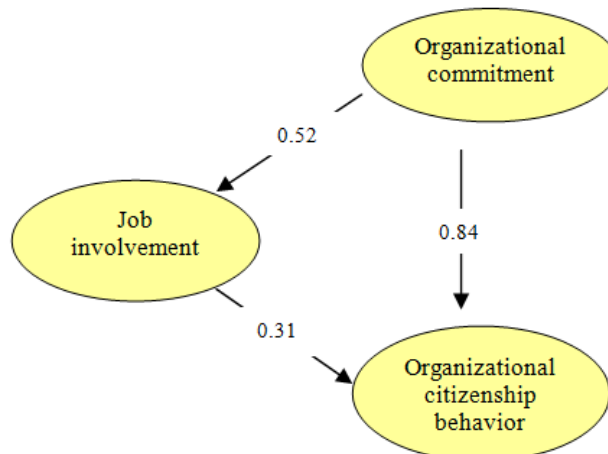 Organizational
commitment
0.52
Job
involvement
0.84
0.31
Organizational
citizenship
behavior